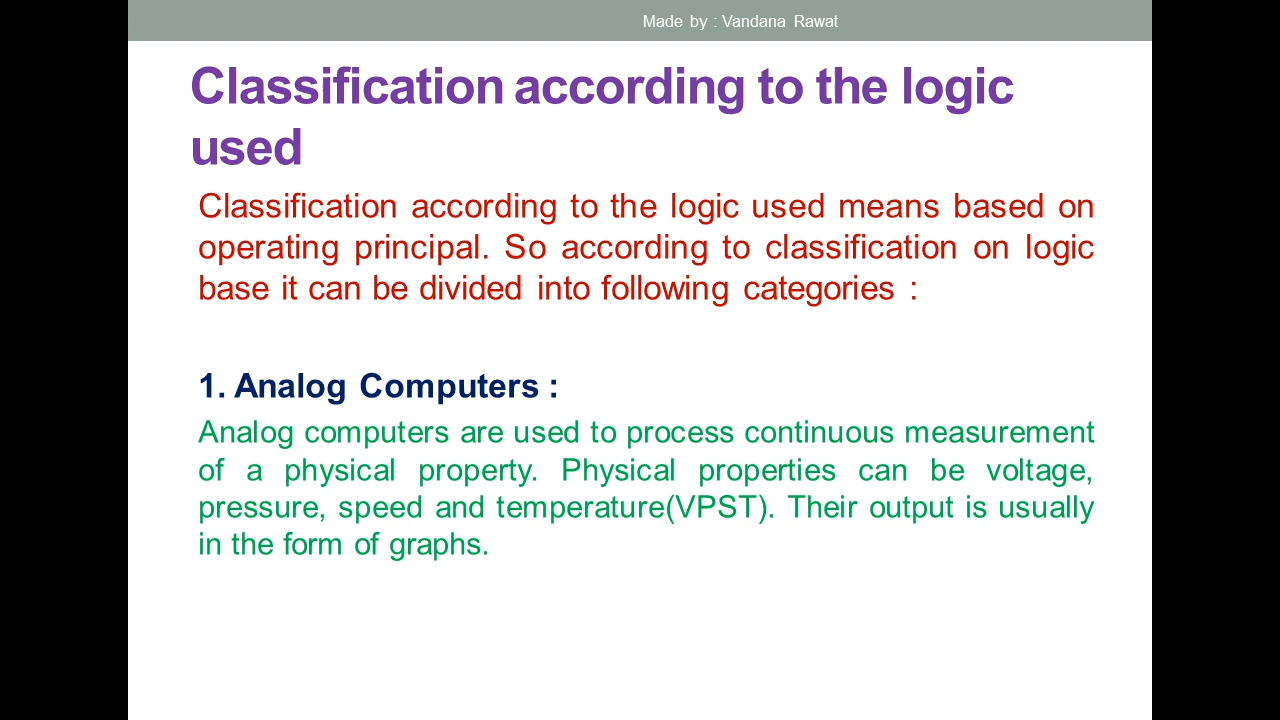 Made by : Vandana Rawat
Classification according to the logic
used
Classification according to the logic used means based on
operating principal. So according to classification on logic
base it can be divided into following categories :
1. Analog Computers :
Analog computers are used to process continuous measurement
of a physical property. Physical properties can be voltage,
pressure, speed and temperature(VPST). Their output is usually
in the form of graphs.